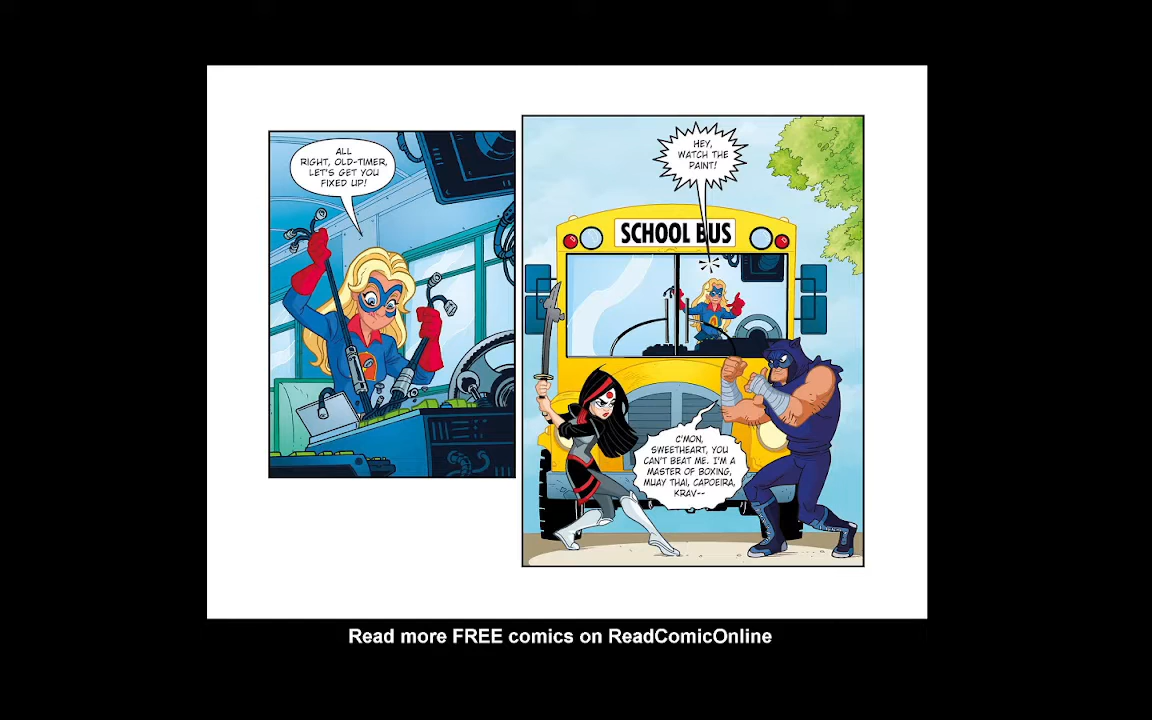 ALL
RIGHT, OLD-TIMER,
LET'S GET YOU
FIXED UP!
HEY,
WATCH THE
PAINT!
SCHOOL BUS
C'MON,
SWEETHEART, YOU
CAN'T BEAT ME. I'M A
MASTER OF BOXING,
MUAY THAI, CAPOEIRA,
KRAV--
Read more FREE comics on ReadComicOnline